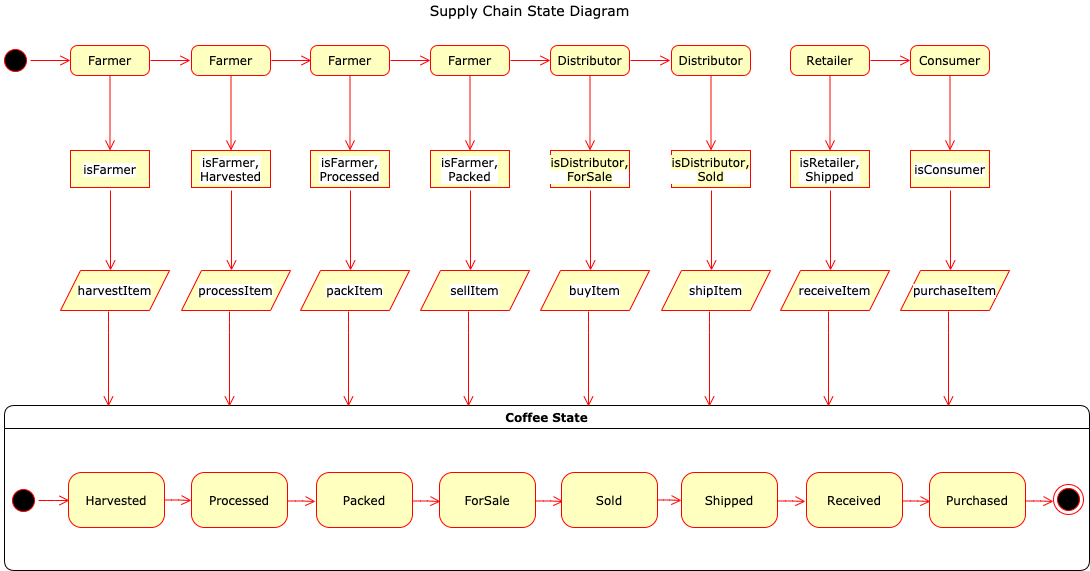 Supply Chain State Diagram
Farmer
Farmer
Farmer
Farmer
Distributor
Distributor
Retailer
Consumer
isFarmer
isFarmer,
Harvested
isFarmer,
Processed
isFarmer,
Packed
isDistributor,
ForSale
isDistributor,
Sold
isRetailer,
Shipped
isConsumer
harvestItem
processItem
packItem
sellItem
buyItem
shipItem
receiveItem
purchaseItem
Coffee State
Harvested
Processed
Packed
ForSale
Sold
Shipped
Received
Purchased